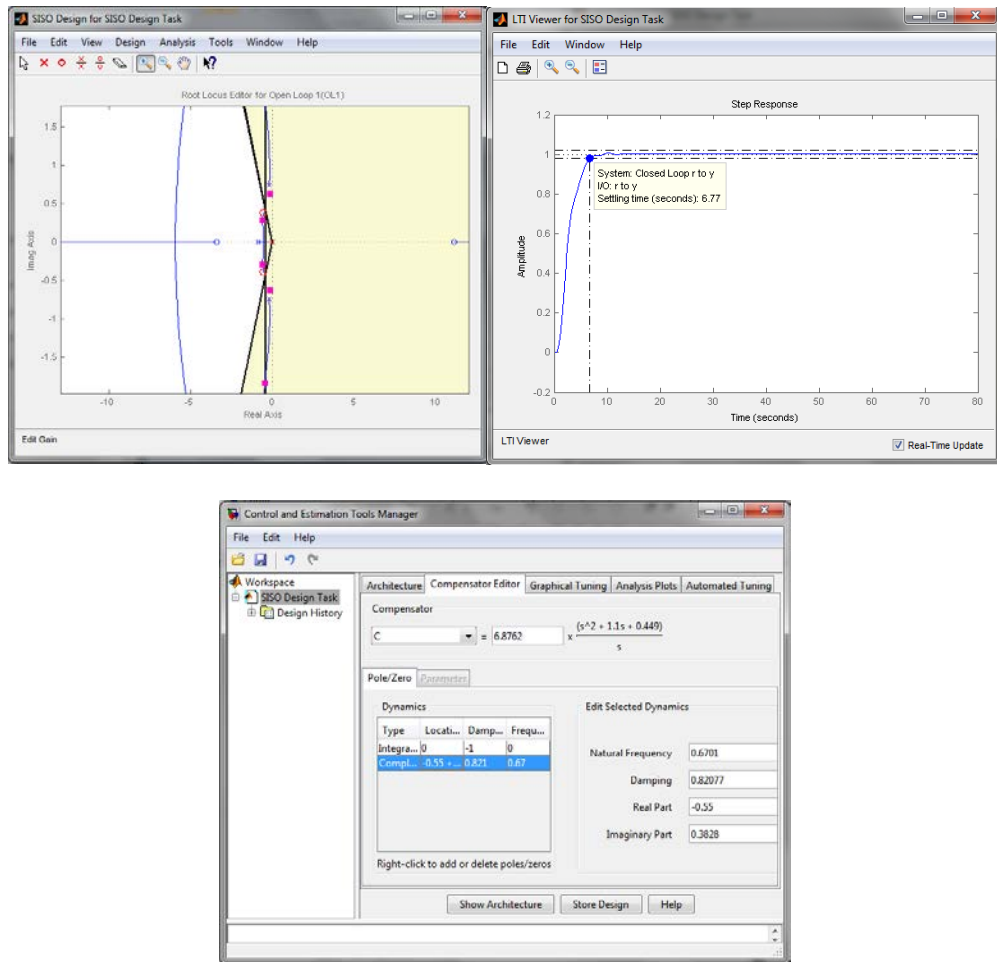 SISO Design for SISO Design Task
File Edit View Design Analysis Tools Window Help
Root Locus Editor for Open Loop 1(OL1)
1.5
1
0.5
0
-0.5
-1
-1.5
Imag Axis
-10 -5 0 5 10
Real Axis
Edit Gain
LTI Viewer for SISO Design Task
File Edit Window Help
Step Response
1.2
1
0.8
0.6
0.4
0.2
0
-0.2
Amplitude
System: Closed Loop r to y
I/O: r to y
Settling time (seconds): 6.77
0 10 20 30 40 50 60 70 80
Time (seconds)
LTI Viewer
Real-Time Update
Control and Estimation Tools Manager
File Edit Help
Workspace
SISO Design Task
Design History
Architecture Compensator Editor Graphical Tuning Analysis Plots Automated Tuning
Compensator
C = 6.8762 x (s^2 + 1.1s + 0.449)
s
Pole/Zero Parameter
Dynamics
Type Locati... Damp... Frequ...
Integra... 0 -1 0
Compl... -0.55 +... 0.821 0.67
Right-click to add or delete poles/zeros
Edit Selected Dynamics
Natural Frequency 0.6701
Damping 0.82077
Real Part -0.55
Imaginary Part 0.3828
Show Architecture Store Design Help